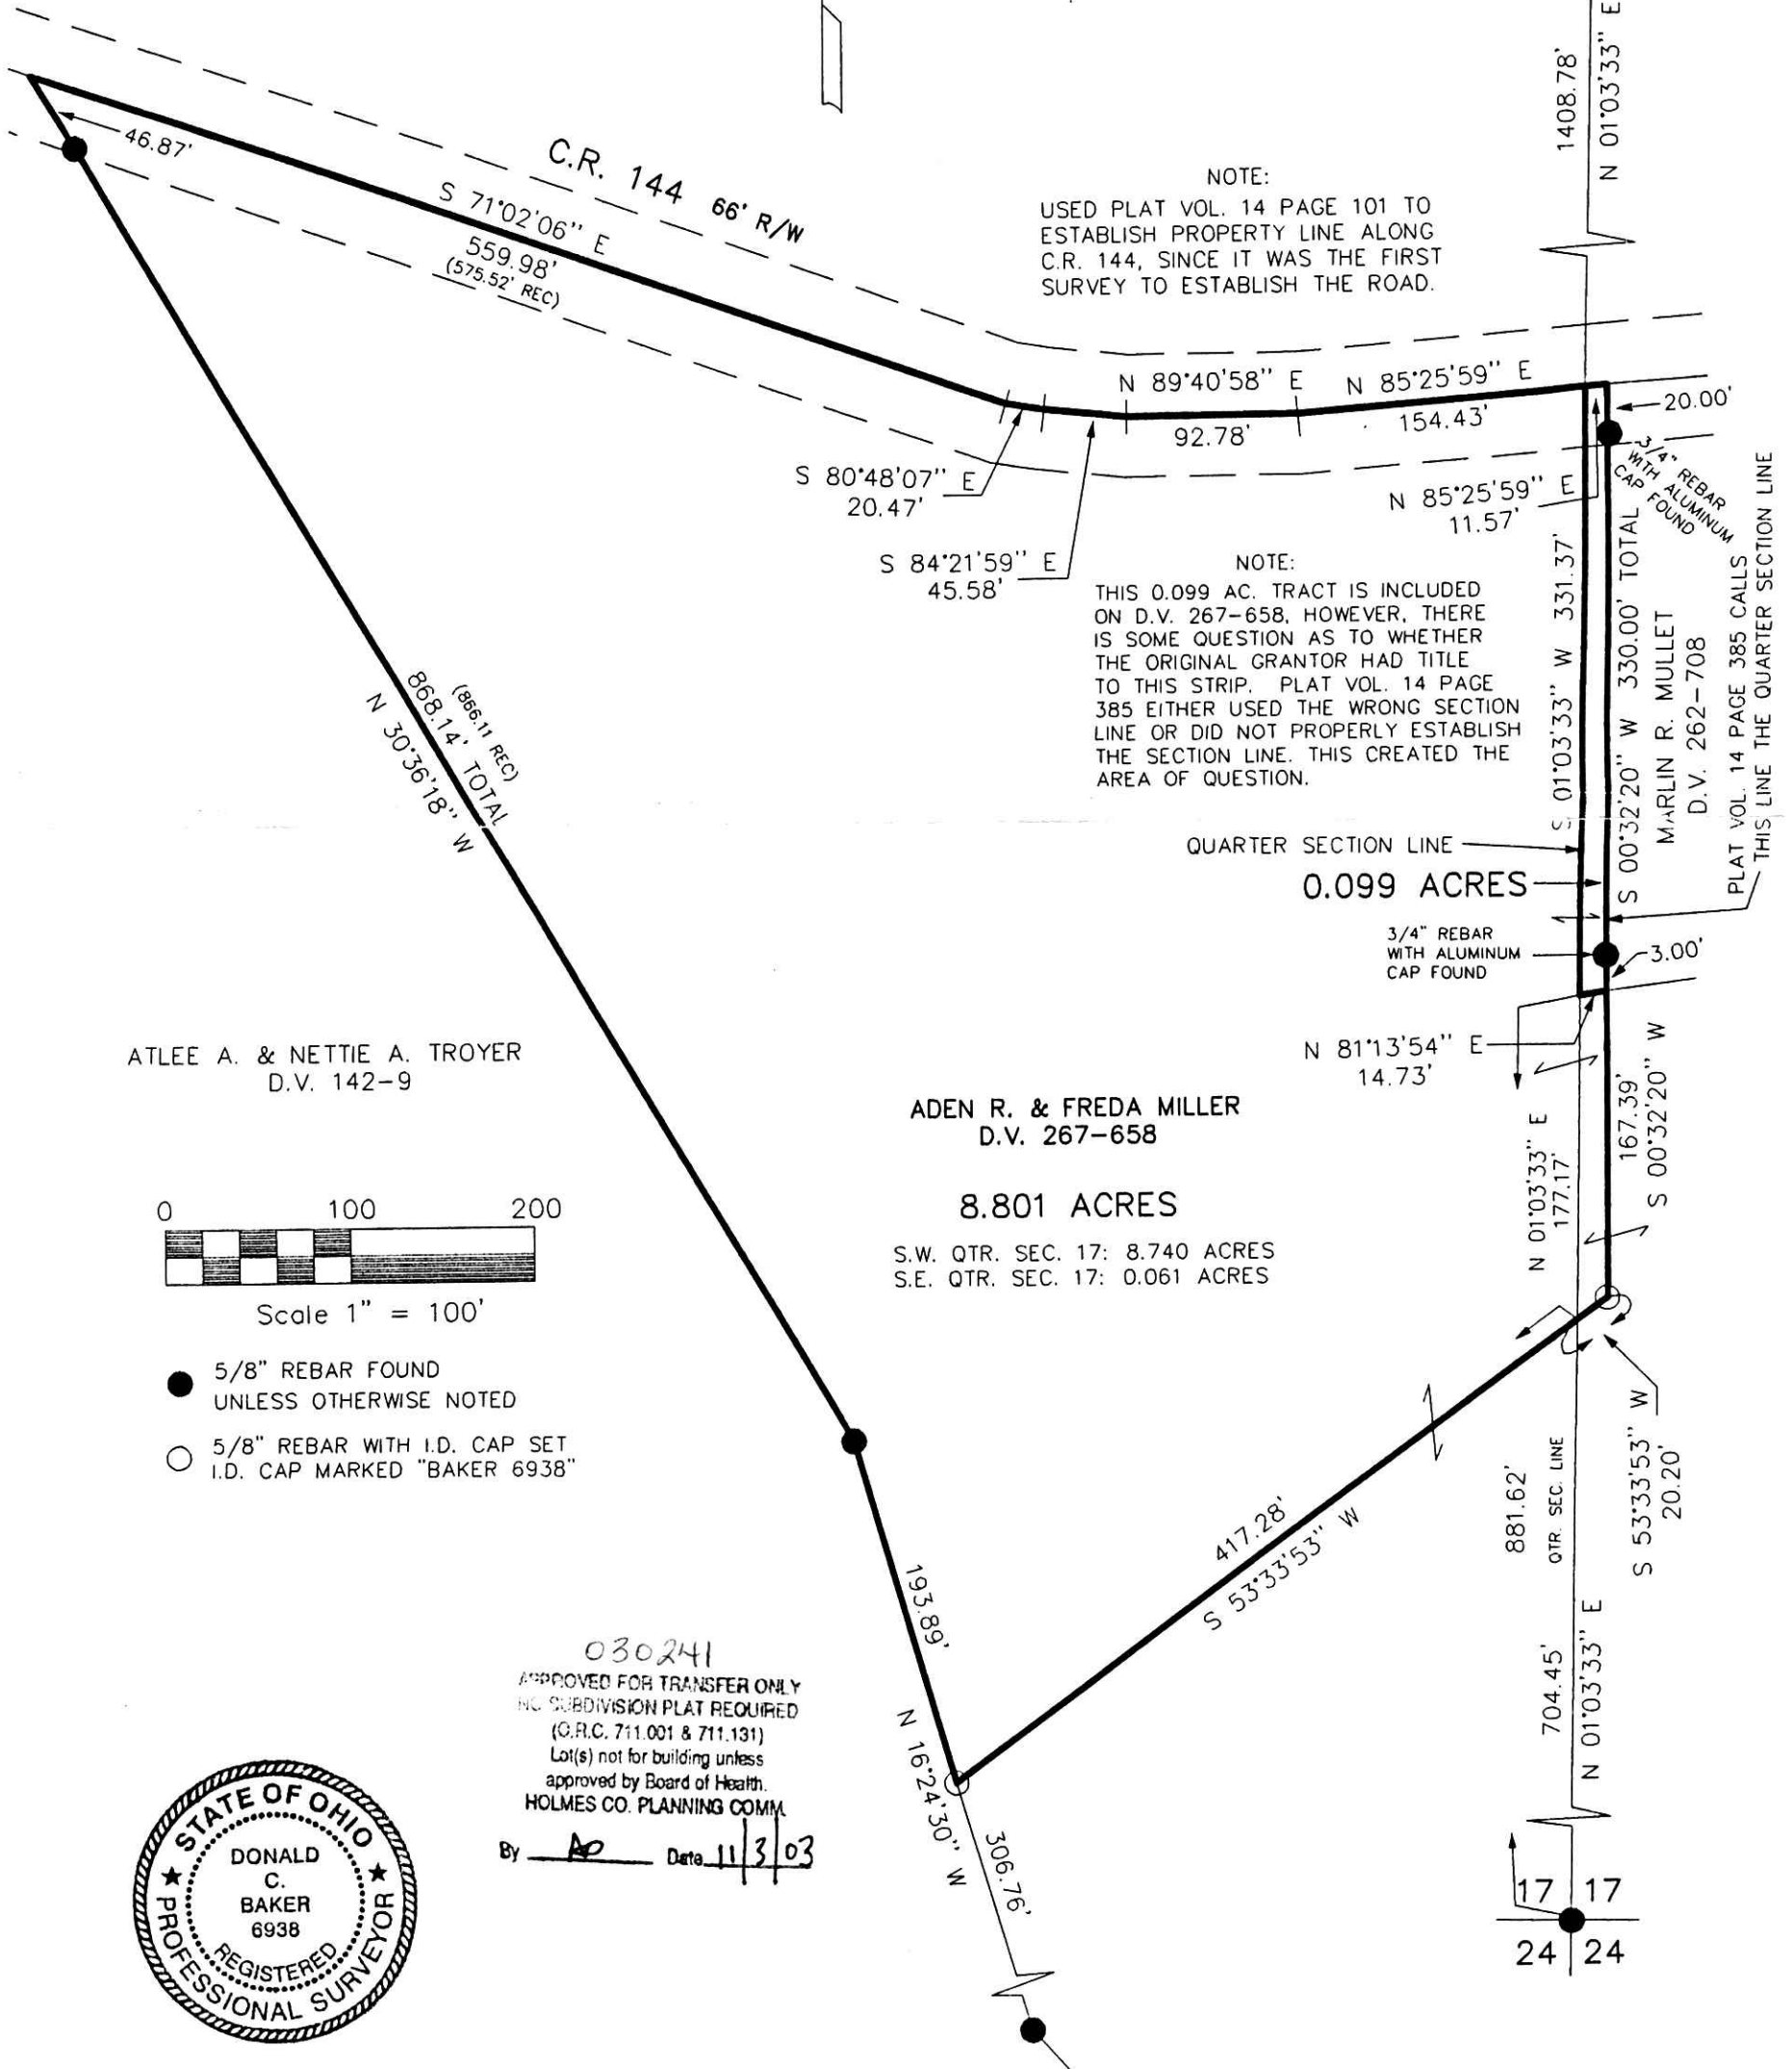 1408.78'
N 01°03'33" E
46.87'
C.R. 144 66' R/W
S 71°02'06" E
559.98'
(575.52' REC)
NOTE:
USED PLAT VOL. 14 PAGE 101 TO
ESTABLISH PROPERTY LINE ALONG
C.R. 144, SINCE IT WAS THE FIRST
SURVEY TO ESTABLISH THE ROAD.
N 89°40'58" E
92.78'
N 85°25'59" E
154.43'
20.00'
3/4" REBAR
WITH ALUMINUM
CAP FOUND
S 80°48'07" E
20.47'
N 85°25'59" E
11.57'
S 84°21'59" E
45.58'
NOTE:
THIS 0.099 AC. TRACT IS INCLUDED
ON D.V. 267-658, HOWEVER, THERE
IS SOME QUESTION AS TO WHETHER
THE ORIGINAL GRANTOR HAD TITLE
TO THIS STRIP. PLAT VOL. 14 PAGE
385 EITHER USED THE WRONG SECTION
LINE OR DID NOT PROPERLY ESTABLISH
THE SECTION LINE. THIS CREATED THE
AREA OF QUESTION.
S 01°03'33" W 331.37'
S 00°32'20" W 330.00' TOTAL
MARLIN R. MULLET
D.V. 262-708
PLAT VOL. 14 PAGE 385 CALLS
THIS LINE THE QUARTER SECTION LINE
(866.11 REC)
868.14' TOTAL
N 30°36'18" W
QUARTER SECTION LINE
0.099 ACRES
3/4" REBAR
WITH ALUMINUM
CAP FOUND
3.00'
N 81°13'54" E
14.73'
ATLEE A. & NETTIE A. TROYER
D.V. 142-9
ADEN R. & FREDA MILLER
D.V. 267-658
8.801 ACRES
S.W. QTR. SEC. 17: 8.740 ACRES
S.E. QTR. SEC. 17: 0.061 ACRES
N 01°03'33" E
177.17'
167.39'
S 00°32'20" W
0 100 200
Scale 1" = 100'
5/8" REBAR FOUND
UNLESS OTHERWISE NOTED
5/8" REBAR WITH I.D. CAP SET
I.D. CAP MARKED "BAKER 6938"
417.28'
S 53°33'53" W
881.62'
QTR. SEC. LINE
S 53°33'53" W
20.20'
193.89'
N 16°24'30" W
306.76'
704.45'
N 01°03'33" E
030241
APPROVED FOR TRANSFER ONLY
NO SUBDIVISION PLAT REQUIRED
(O.R.C. 711.001 & 711.131)
Lot(s) not for building unless
approved by Board of Health.
HOLMES CO. PLANNING COMM.
By Date 11/3/03
STATE OF OHIO
DONALD
C.
BAKER
6938
REGISTERED
PROFESSIONAL SURVEYOR
17 17
24 24